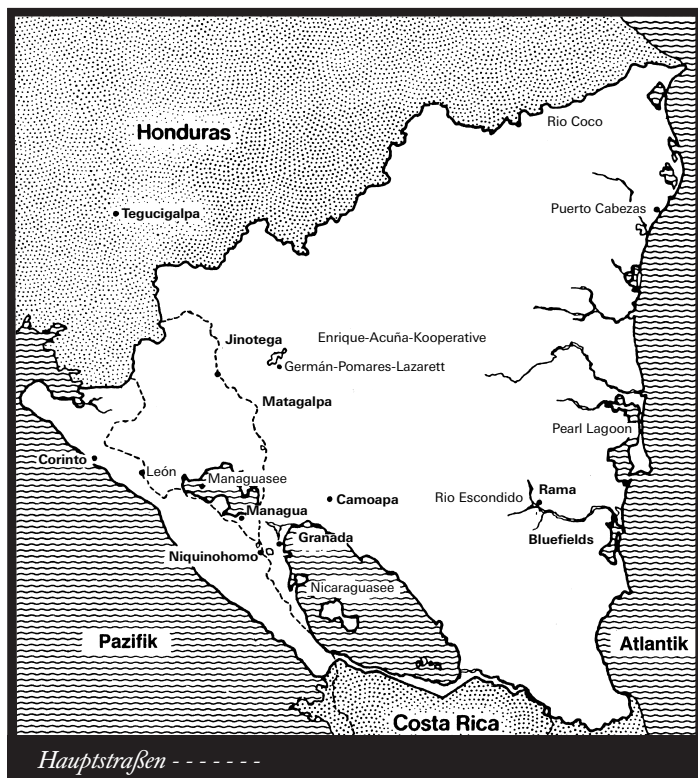 Honduras
Rio Coco
Tegucigalpa
Puerto Cabezas
Jinotega
Enrique-Acuña-Kooperative
Germán-Pomares-Lazarett
Matagalpa
Pearl Lagoon
Corinto
León
Managuasee
Camoapa
Rio Escondido
Rama
Managua
Granada
Bluefields
Niquinohomo
Nicaraguasee
Pazifik
Atlantik
Costa Rica
Hauptstraßen - - - - - - -